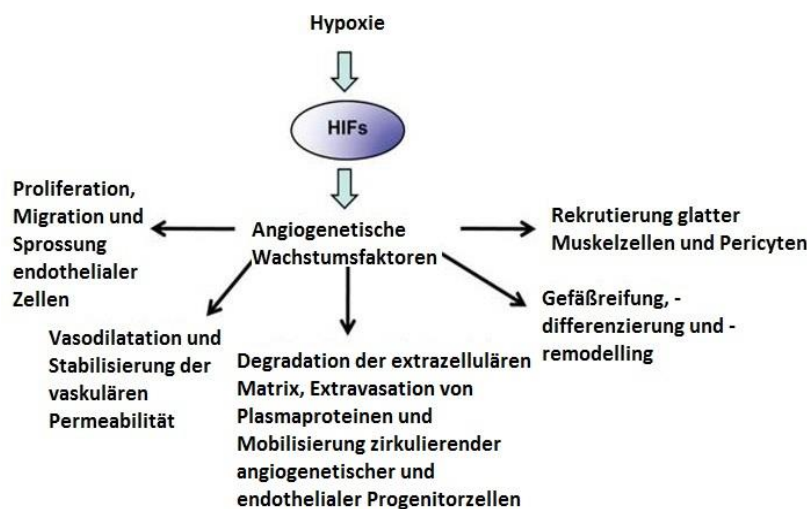 Hypoxie
HIFs
Angiogenetische
Wachstumsfaktoren
Proliferation,
Migration und
Sprossung
endothelialer
Zellen
Vasodilatation und
Stabilisierung der
vaskulären
Permeabilität
Degradation der extrazellulären
Matrix, Extravasation von
Plasmaproteinen und
Mobilisierung zirkulierender
angiogenetischer und
endothelialer Progenitorzellen
Gefäßreifung, -
differenzierung und -
remodelling
Rekrutierung glatter
Muskelzellen und Pericyten